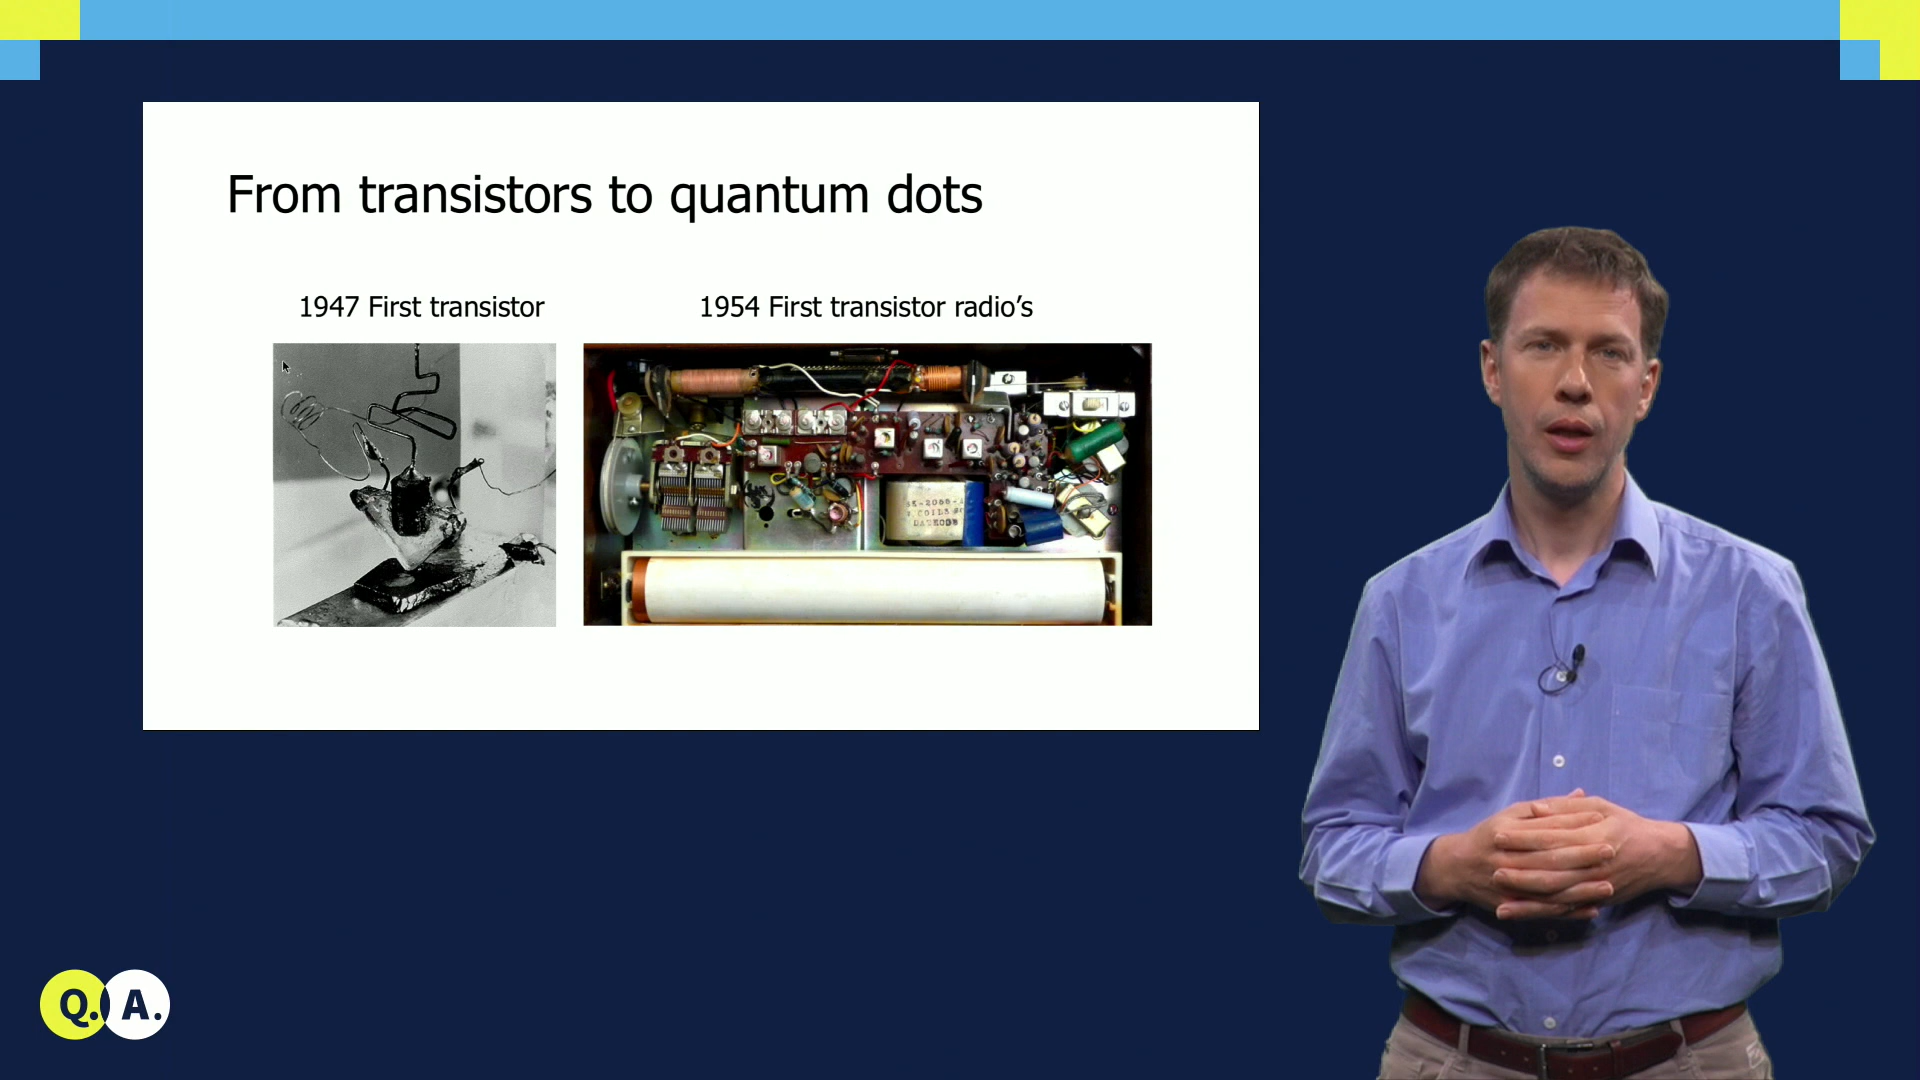 From transistors to quantum dots
1947 First transistor
1954 First transistor radio's
Q. A.